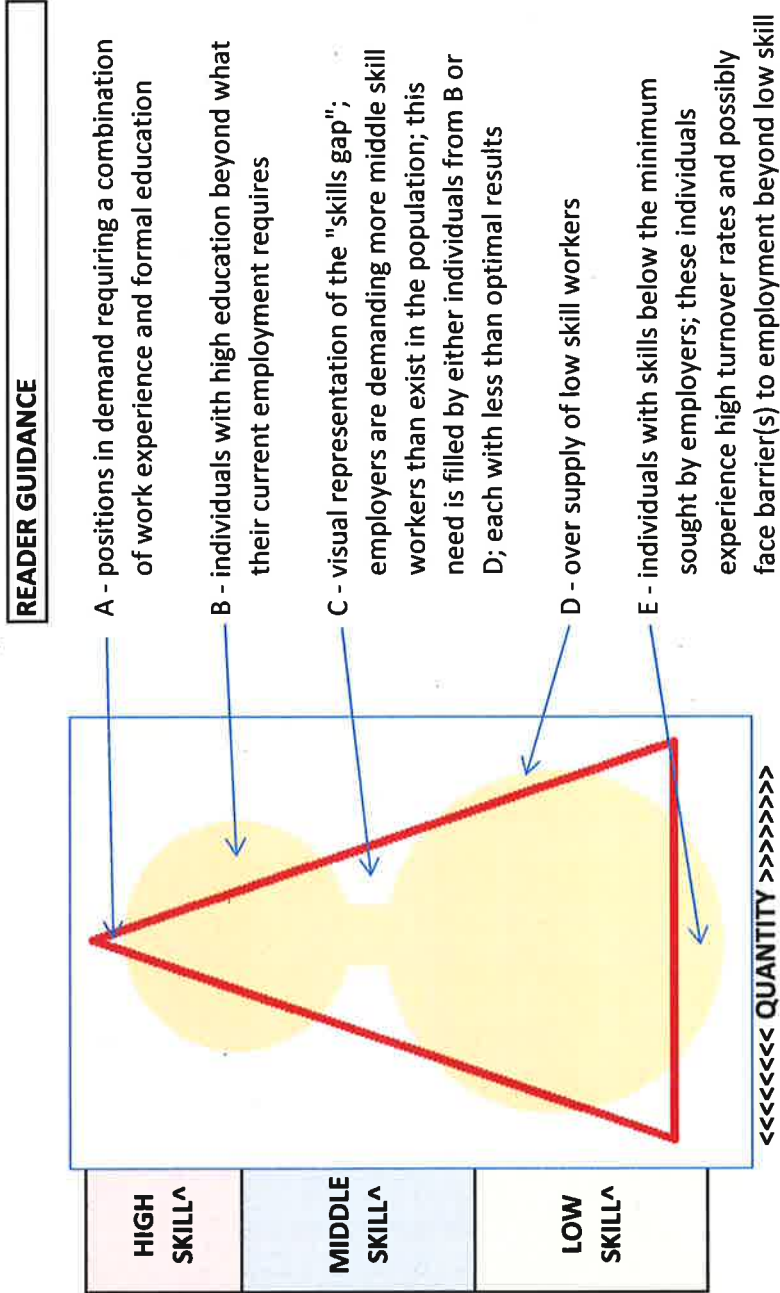 READER GUIDANCE
HIGH
SKILL^
MIDDLE
SKILL^
LOW
SKILL^
<<<<<<<< QUANTITY >>>>>>>>
A - positions in demand requiring a combination
of work experience and formal education
B - individuals with high education beyond what
their current employment requires
C - visual representation of the "skills gap";
employers are demanding more middle skill
workers than exist in the population; this
need is filled by either individuals from B or
D; each with less than optimal results
D - over supply of low skill workers
E - individuals with skills below the minimum
sought by employers; these individuals
experience high turnover rates and possibly
face barrier(s) to employment beyond low skill